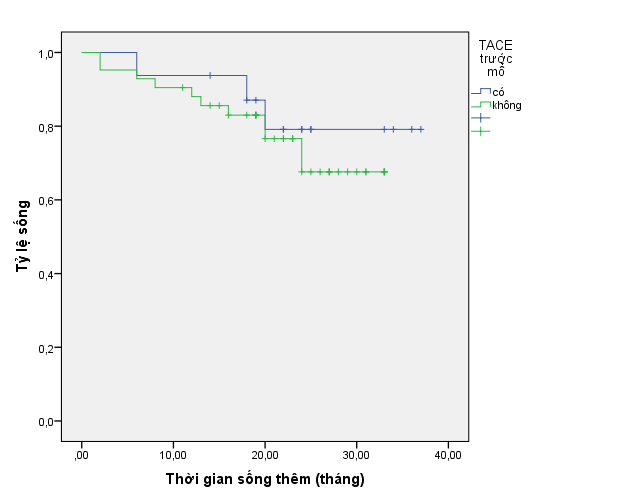 TACE
trước
mổ
có
không
1,0
0,8
0,6
0,4
0,2
0,0
Tỷ lệ sống
,00 10,00 20,00 30,00 40,00
Thời gian sống thêm (tháng)